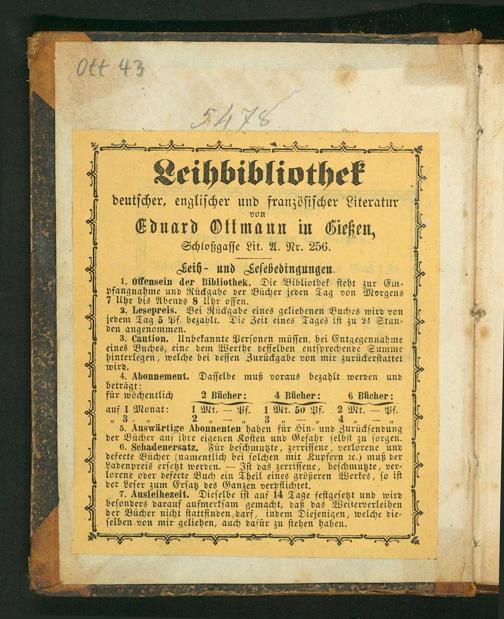 Ott 43
5478
Leihbibliothek
deutscher, englischer und französischer Literatur
von
Eduard Ottmann in Gießen,
Schloßgasse Lit. A. Nr. 256.
Leih- und Lesebedingungen.
1. Offensein der Bibliothek. Die Bibliothek steht zur Em-
pfangnahme und Rückgabe der Bücher jeden Tag von Morgens
7 Uhr bis Abends 8 Uhr offen.
2. Lesepreis. Bei Rückgabe eines geliehenen Buches wird von
jedem Tag 5 Pf. bezahlt. Die Zeit eines Tages ist zu 24 Stun-
den angenommen.
3. Caution. Unbekannte Personen müssen, bei Entgegennahme
eines Buches, eine dem Werthe desselben entsprechende Summe
hinterlegen, welche bei dessen Zurückgabe von mir zurückerstattet
wird.
4. Abonnement. Dasselbe muß voraus bezahlt werden und
beträgt:
für wöchentlich 2 Bücher: 4 Bücher: 6 Bücher:
auf 1 Monat: 1 Mk. — Pf. 1 Mk. 50 Pf. 2 Mk. — Pf.
„ 3 „ 2 „ — „ 3 „ — „ 4 „ — „
5. Auswärtige Abonnenten haben für Hin- und Zurücksendung
der Bücher auf ihre eigenen Kosten und Gefahr selbst zu sorgen.
6. Schadenersatz. Für beschmutzte, zerrissene, verlorene und
defecte Bücher (namentlich bei solchen mit Kupfern ꝛc.) muß der
Ladenpreis ersetzt werden. — Ist das zerrissene, beschmutzte, ver-
lorene oder defecte Buch ein Theil eines größeren Werkes, so ist
der Leser zum Ersatz des Ganzen verpflichtet.
7. Ausleihezeit. Dieselbe ist auf 14 Tage festgesetzt und wird
besonders darauf aufmerksam gemacht, daß das Weiterverleihen
der Bücher nicht stattfinden darf, indem Diejenigen, welche die-
selben von mir geliehen, auch dafür zu stehen haben.